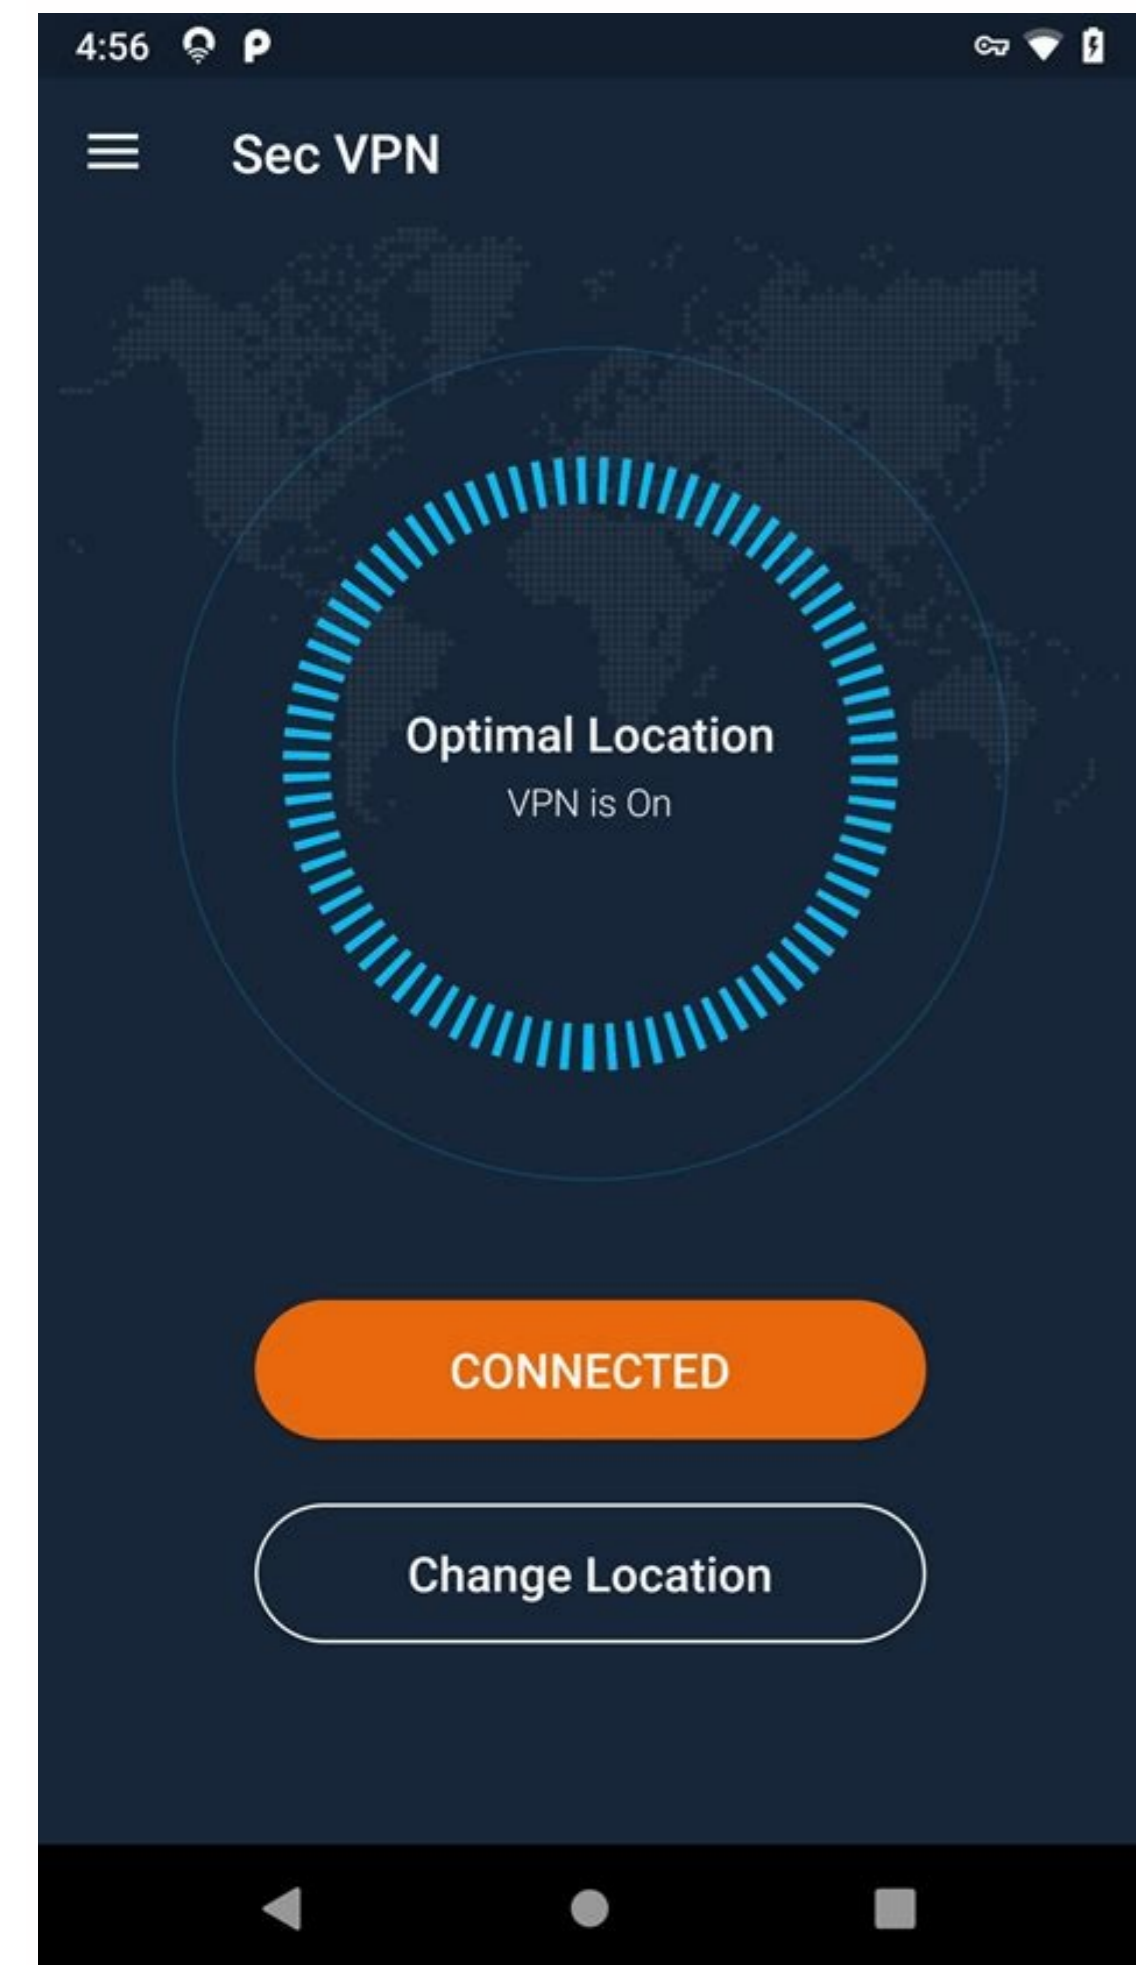 4:56
Sec VPN
Optimal Location
VPN is On
CONNECTED
Change Location